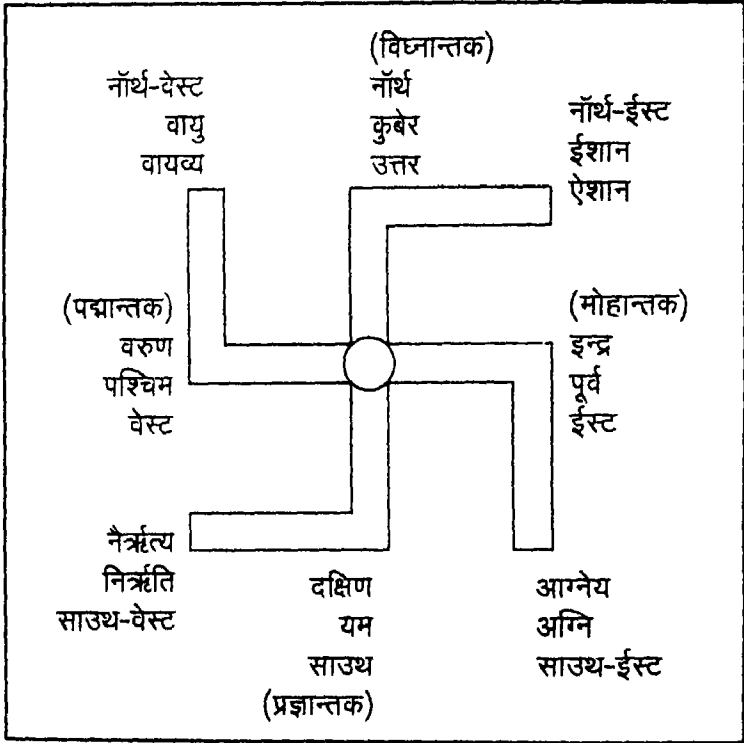 (विघ्नान्तक)
नॉर्थ
कुबेर
उत्तर
नॉर्थ-वेस्ट
वायु
वायव्य
नॉर्थ-ईस्ट
ईशान
ऐशान
(पद्मान्तक)
वरुण
पश्चिम
वेस्ट
(मोहान्तक)
इन्द्र
पूर्व
ईस्ट
नैर्ऋत्य
निर्ऋति
साउथ-वेस्ट
दक्षिण
यम
साउथ
(प्रज्ञान्तक)
आग्नेय
अग्नि
साउथ-ईस्ट